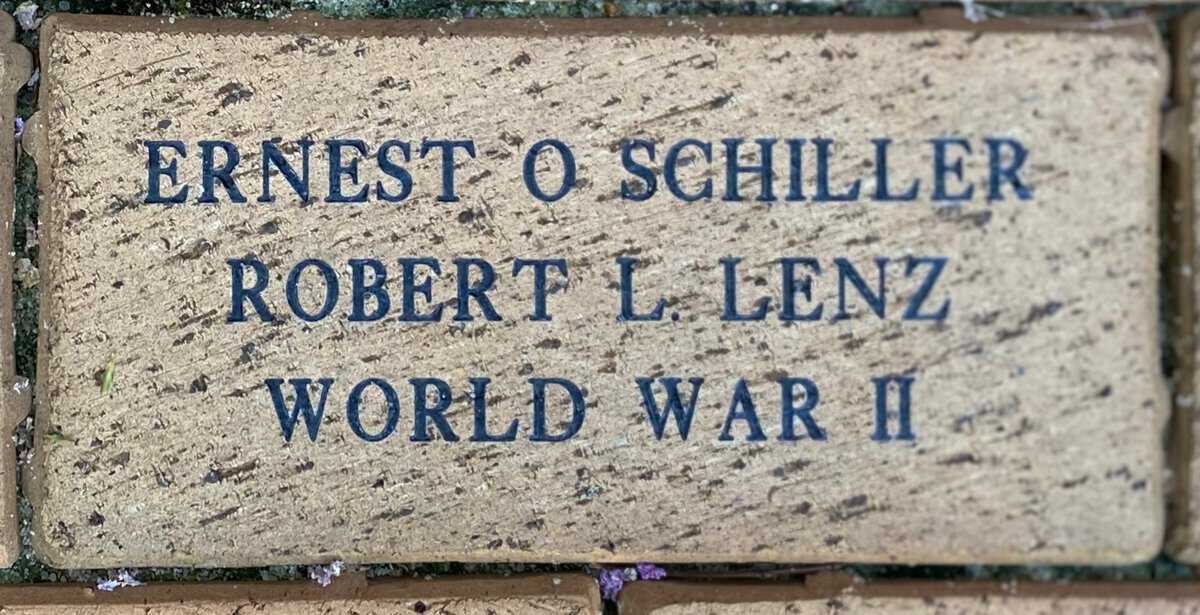 ERNEST O SCHILLER
ROBERT L. LENZ
WORLD WAR II